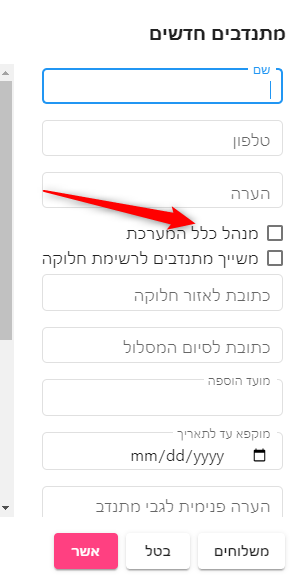 מתנדבים חדשים
שם
טלפון
הערה
מנהל כלל המערכת
משייך מתנדבים לרשימת חלוקה
כתובת לאזור חלוקה
כתובת לסיום המסלול
מועד הוספה
מוקפא עד לתאריך
mm/dd/yyyy
הערה פנימית לגבי מתנדב
משלוחים
בטל
אשר